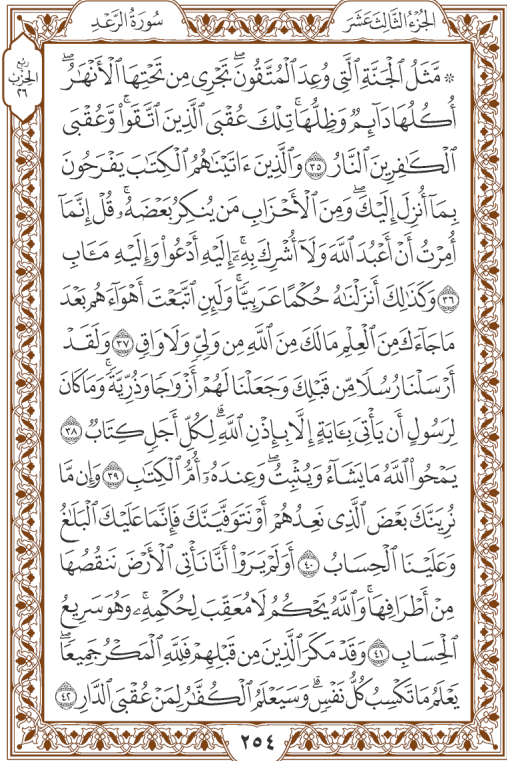 الجُزْءُ الثَّالِثَ عَشَرَ
سُورَةُ الرَّعْدِ
ربع
الحزب
٢٦
۞ مَّثَلُ ٱلۡجَنَّةِ ٱلَّتِي وُعِدَ ٱلۡمُتَّقُونَۖ تَجۡرِي مِن تَحۡتِهَا ٱلۡأَنۡهَٰرُۖ
أُكُلُهَا دَآئِمٞ وَظِلُّهَاۚ تِلۡكَ عُقۡبَى ٱلَّذِينَ ٱتَّقَواْۚ وَّعُقۡبَى
ٱلۡكَٰفِرِينَ ٱلنَّارُ ٣٥ وَٱلَّذِينَ ءَاتَيۡنَٰهُمُ ٱلۡكِتَٰبَ يَفۡرَحُونَ
بِمَآ أُنزِلَ إِلَيۡكَۖ وَمِنَ ٱلۡأَحۡزَابِ مَن يُنكِرُ بَعۡضَهُۥۚ قُلۡ إِنَّمَآ
أُمِرۡتُ أَنۡ أَعۡبُدَ ٱللَّهَ وَلَآ أُشۡرِكَ بِهِۦٓۚ إِلَيۡهِ أَدۡعُواْ وَإِلَيۡهِ مَـَٔابِ
٣٦ وَكَذَٰلِكَ أَنزَلۡنَٰهُ حُكۡمًا عَرَبِيّٗاۚ وَلَئِنِ ٱتَّبَعۡتَ أَهۡوَآءَهُم بَعۡدَ
مَا جَآءَكَ مِنَ ٱلۡعِلۡمِ مَا لَكَ مِنَ ٱللَّهِ مِن وَلِيّٖ وَلَا وَاقٖ ٣٧ وَلَقَدۡ
أَرۡسَلۡنَا رُسُلٗا مِّن قَبۡلِكَ وَجَعَلۡنَا لَهُمۡ أَزۡوَٰجٗا وَذُرِّيَّةٗۚ وَمَا كَانَ
لِرَسُولٍ أَن يَأۡتِيَ بِـَٔايَةٍ إِلَّا بِإِذۡنِ ٱللَّهِۗ لِكُلِّ أَجَلٖ كِتَابٞ ٣٨
يَمۡحُواْ ٱللَّهُ مَا يَشَآءُ وَيُثۡبِتُۖ وَعِندَهُۥٓ أُمُّ ٱلۡكِتَٰبِ ٣٩ وَإِن مَّا
نُرِيَنَّكَ بَعۡضَ ٱلَّذِي نَعِدُهُمۡ أَوۡ نَتَوَفَّيَنَّكَ فَإِنَّمَا عَلَيۡكَ ٱلۡبَلَٰغُ
وَعَلَيۡنَا ٱلۡحِسَابُ ٤٠ أَوَلَمۡ يَرَوۡاْ أَنَّا نَأۡتِي ٱلۡأَرۡضَ نَنقُصُهَا
مِنۡ أَطۡرَافِهَاۚ وَٱللَّهُ يَحۡكُمُ لَا مُعَقِّبَ لِحُكۡمِهِۦۚ وَهُوَ سَرِيعُ
ٱلۡحِسَابِ ٤١ وَقَدۡ مَكَرَ ٱلَّذِينَ مِن قَبۡلِهِمۡ فَلِلَّهِ ٱلۡمَكۡرُ جَمِيعٗاۖ
يَعۡلَمُ مَا تَكۡسِبُ كُلُّ نَفۡسٖۗ وَسَيَعۡلَمُ ٱلۡكُفَّٰرُ لِمَنۡ عُقۡبَى ٱلدَّارِ ٤٢
٢٥٤